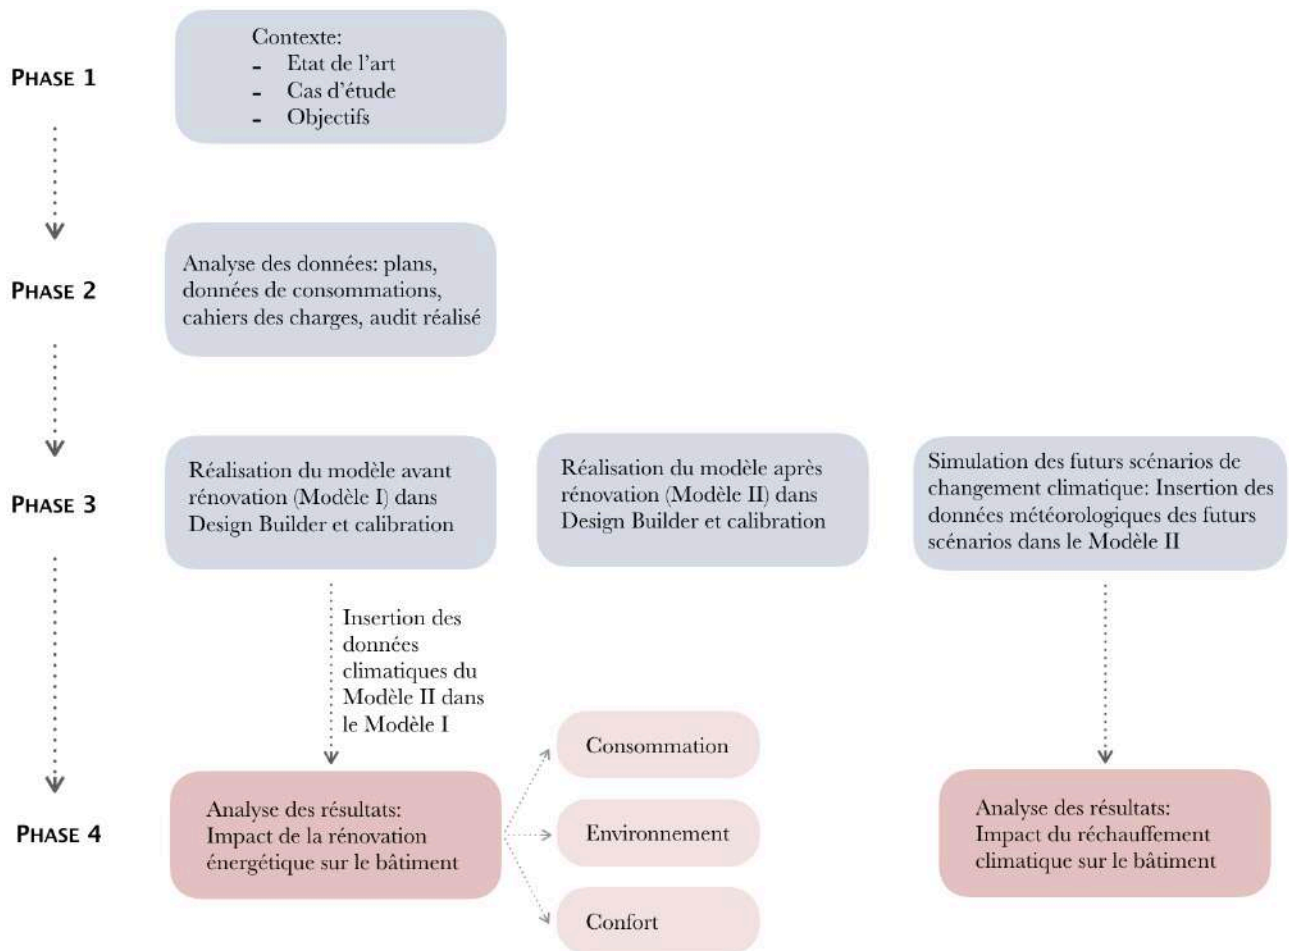 PHASE 1
Contexte:
- Etat de l'art
- Cas d'étude
- Objectifs
PHASE 2
Analyse des données: plans,
données de consommations,
cahiers des charges, audit réalisé
PHASE 3
Réalisation du modèle avant
rénovation (Modèle I) dans
Design Builder et calibration
Réalisation du modèle après
rénovation (Modèle II) dans
Design Builder et calibration
Simulation des futurs scénarios de
changement climatique: Insertion des
données météorologiques des futurs
scénarios dans le Modèle II
Insertion des
données
climatiques du
Modèle II dans
le Modèle I
PHASE 4
Analyse des résultats:
Impact de la rénovation
énergétique sur le bâtiment
Consommation
Environnement
Confort
Analyse des résultats:
Impact du réchauffement
climatique sur le bâtiment